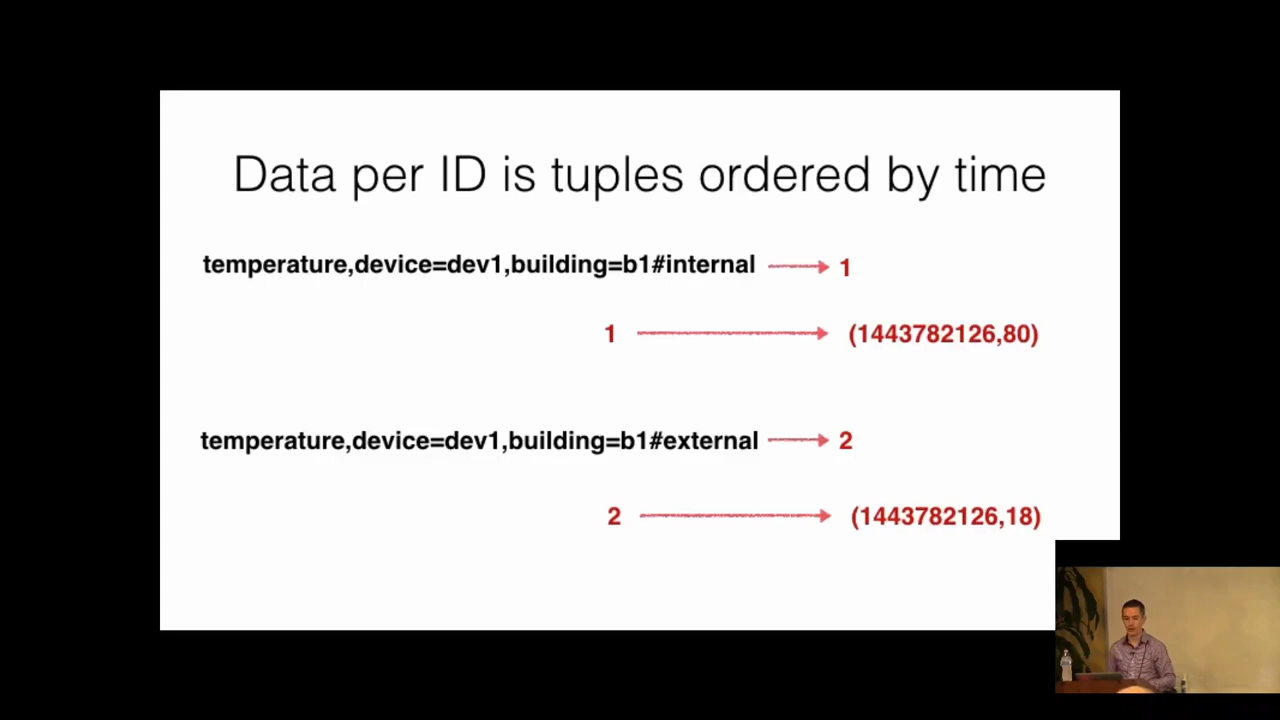 Data per ID is tuples ordered by time
temperature,device=dev1,building=b1#internal 1
1 (1443782126,80)
temperature,device=dev1,building=b1#external 2
2 (1443782126,18)